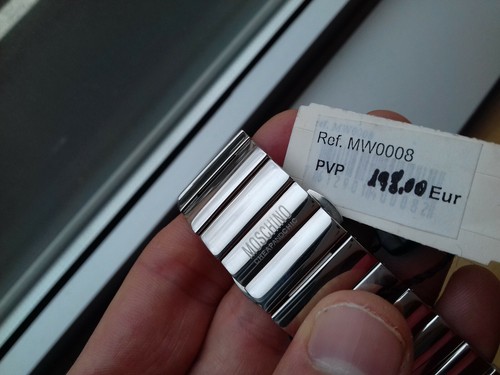 Ref. MW0008
PVP 198,00 Eur
MOSCHINO
CHEAPANDCHIC